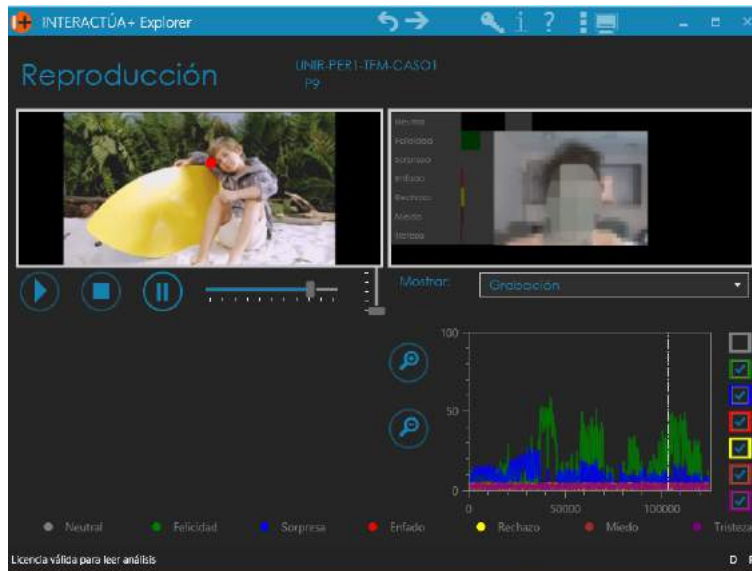 INTERACTÚA+ Explorer
Reproducción
UNIR-PER1-TFM-CASO1
P9
Neutral
Felicidad
Sorpresa
Enfado
Rechazo
Miedo
Tristeza
Mostrar:
Grabación
100
50
0
0 50000 100000
Neutral Felicidad Sorpresa Enfado Rechazo Miedo Tristeza
Licencia válida para leer análisis
D